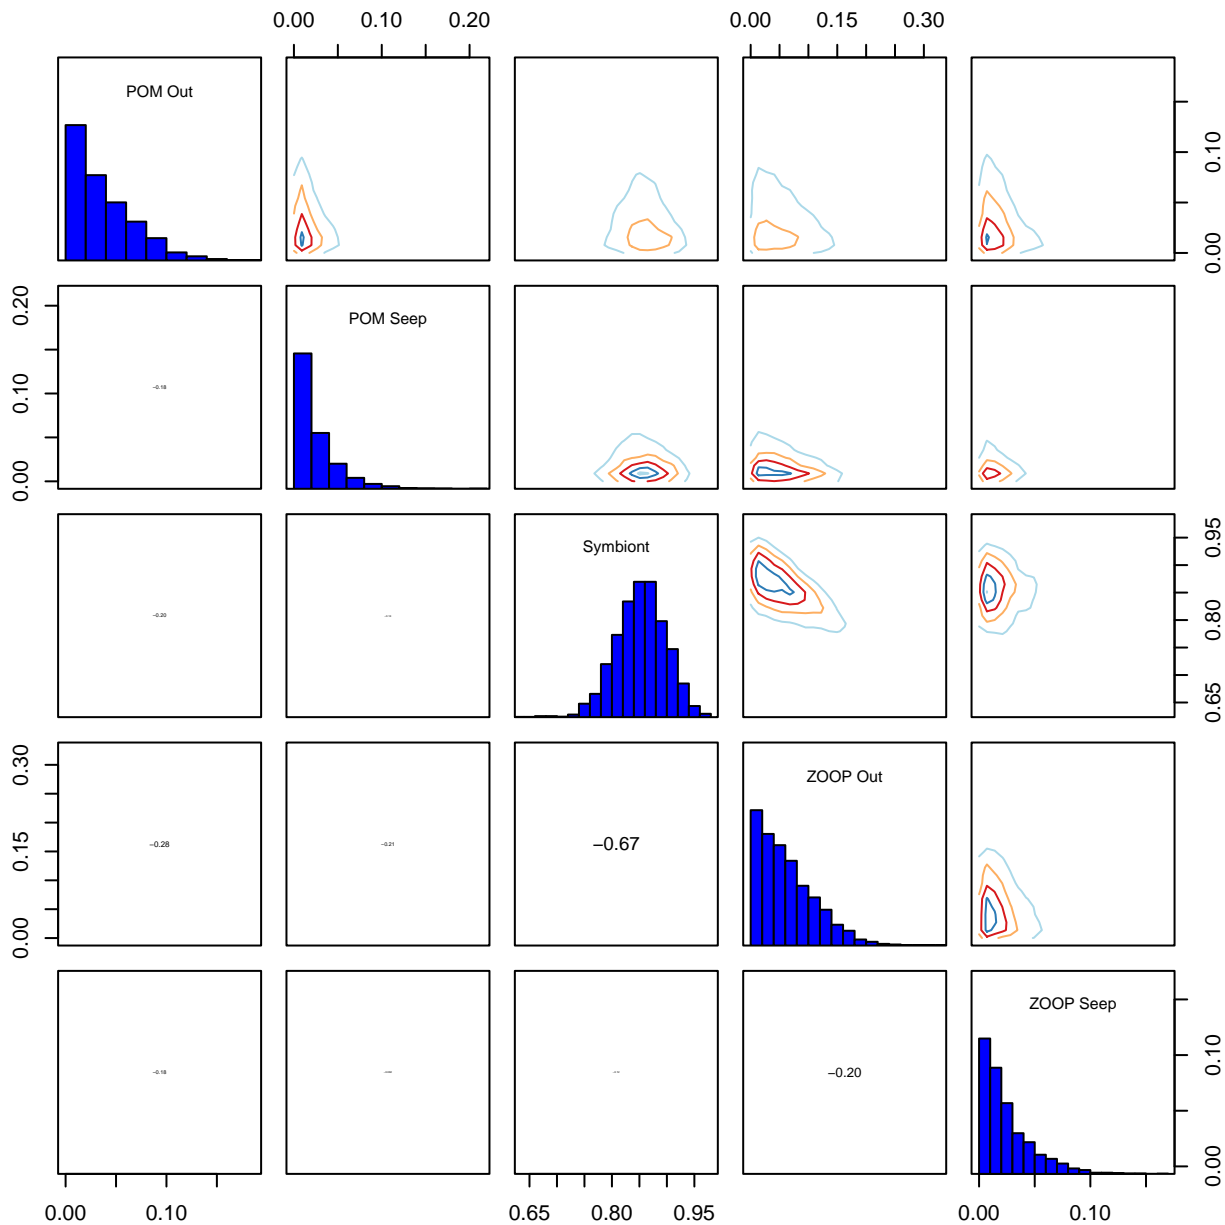 0.00 0.10 0.20 0.00 0.15 0.30
POM Out
0.00 0.10
0.00 0.10 0.20
−0.18
POM Seep
−0.20
Symbiont
0.65 0.80 0.95
0.00 0.15 0.30
−0.28
−0.21
−0.67
ZOOP Out
−0.18
−0.20
ZOOP Seep
0.00 0.10
0.00 0.10 0.65 0.80 0.95 0.00 0.10